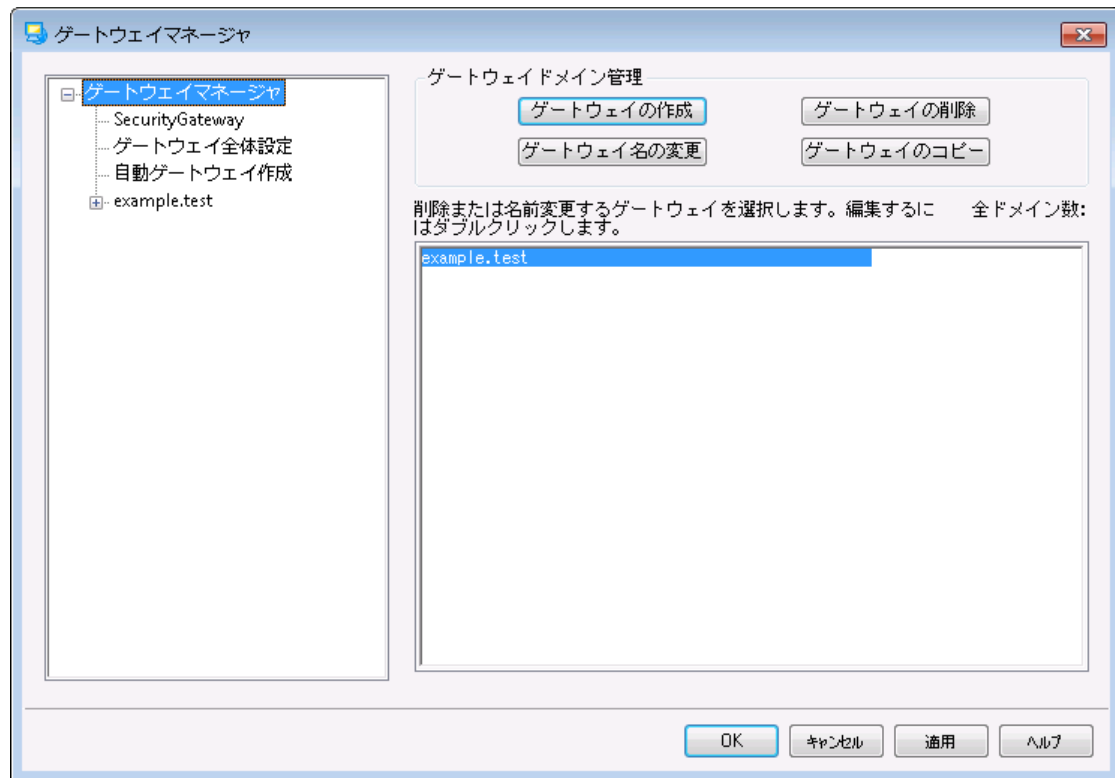 ゲートウェイマネージャ
ゲートウェイマネージャ
SecurityGateway
ゲートウェイ全体設定
自動ゲートウェイ作成
example.test
ゲートウェイドメイン管理
ゲートウェイの作成
ゲートウェイの削除
ゲートウェイ名の変更
ゲートウェイのコピー
削除または名前変更するゲートウェイを選択します。編集するに
はダブルクリックします。
全ドメイン数:
example.test
OK
キャンセル
適用
ヘルプ